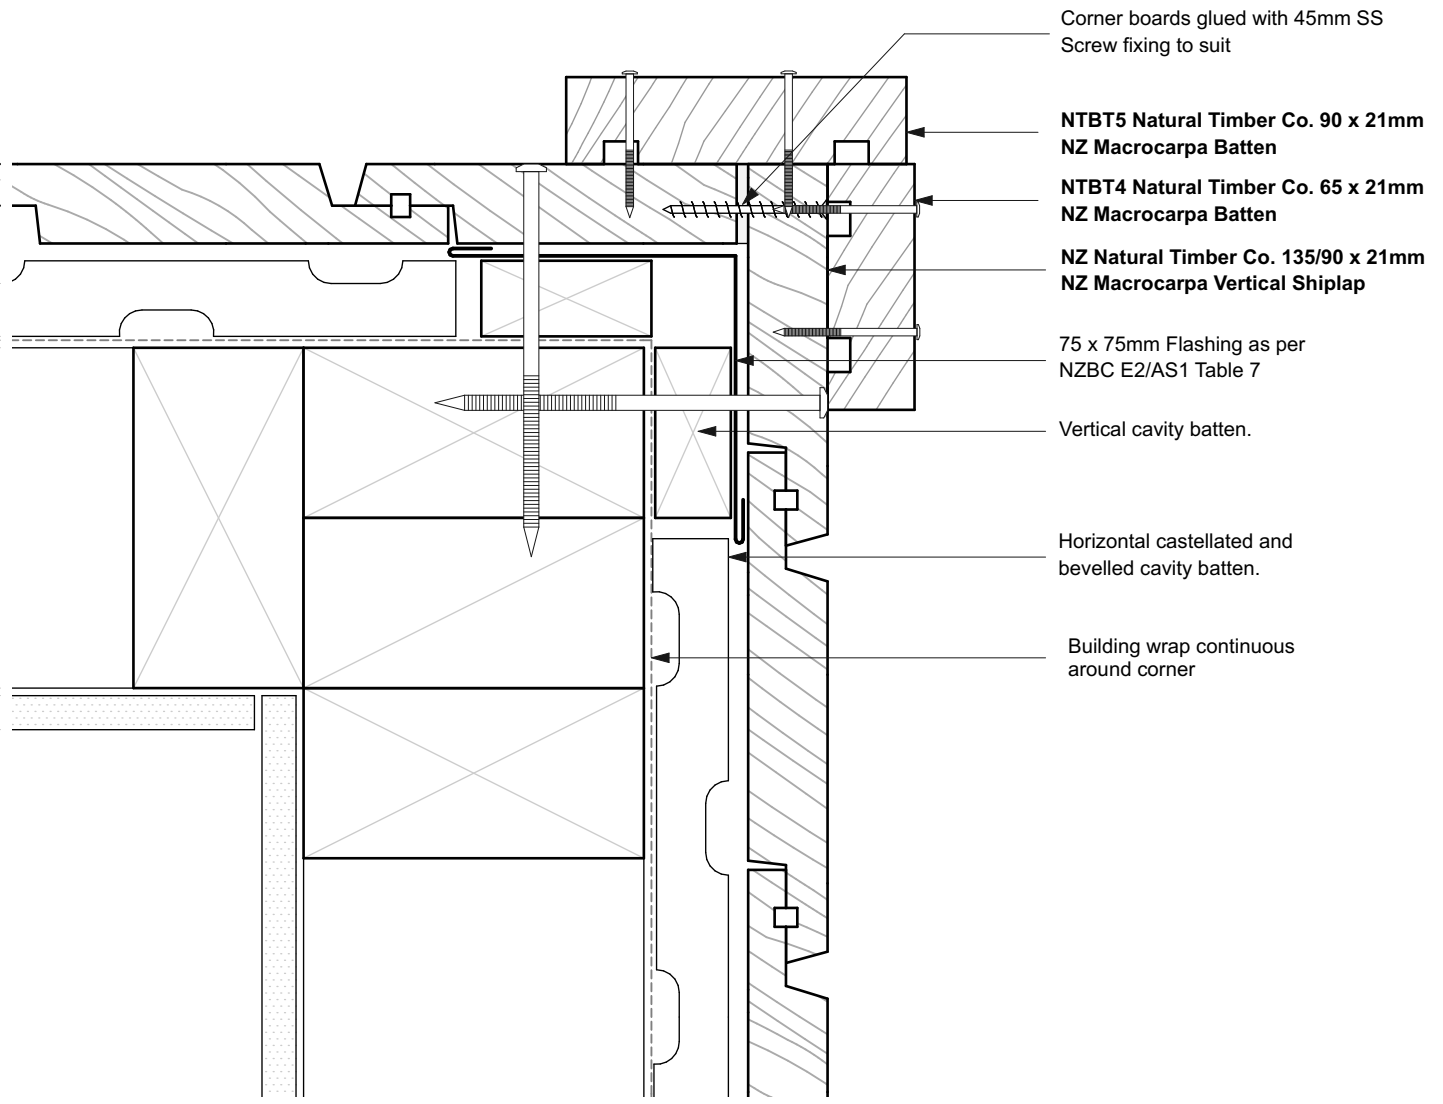 Corner boards glued with 45mm SS
Screw fixing to suit
NTBT5 Natural Timber Co. 90 x 21mm
NZ Macrocarpa Batten
NTBT4 Natural Timber Co. 65 x 21mm
NZ Macrocarpa Batten
NZ Natural Timber Co. 135/90 x 21mm
NZ Macrocarpa Vertical Shiplap
75 x 75mm Flashing as per
NZBC E2/AS1 Table 7
Vertical cavity batten.
Horizontal castellated and
bevelled cavity batten.
Building wrap continuous
around corner